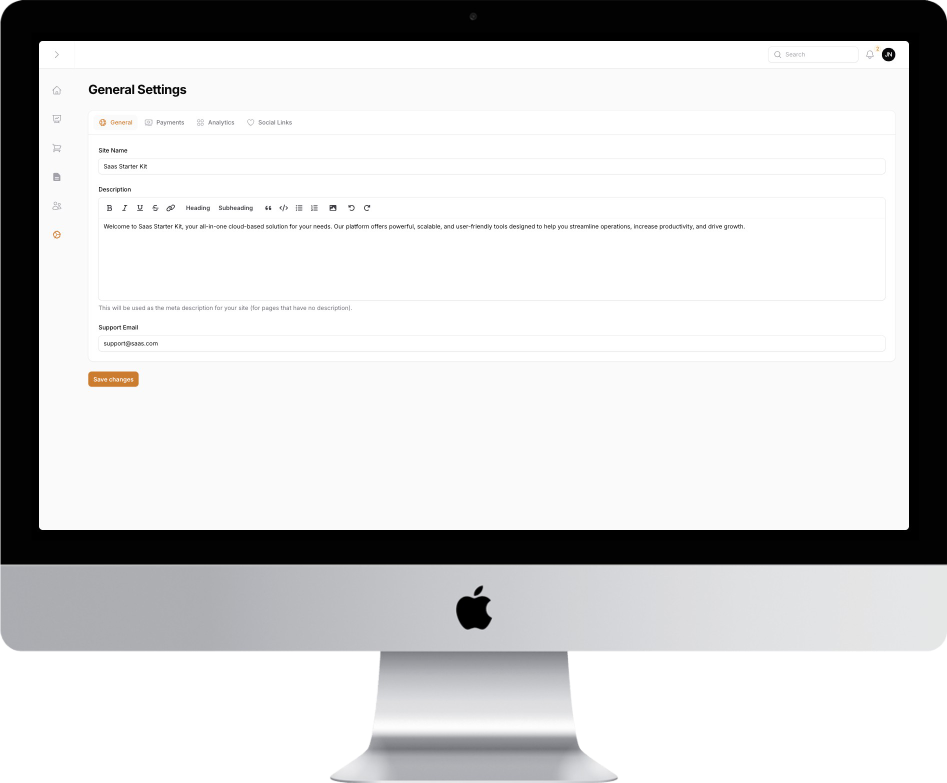 Search
2
JN
General Settings
General
Payments
Analytics
Social Links
Site Name
Saas Starter Kit
Description
B I U S Heading Subheading
Welcome to Saas Starter Kit, your all-in-one cloud-based solution for your needs. Our platform offers powerful, scalable, and user-friendly tools designed to help you streamline operations, increase productivity, and drive growth.
This will be used as the meta description for your site (for pages that have no description).
Support Email
support@saas.com
Save changes